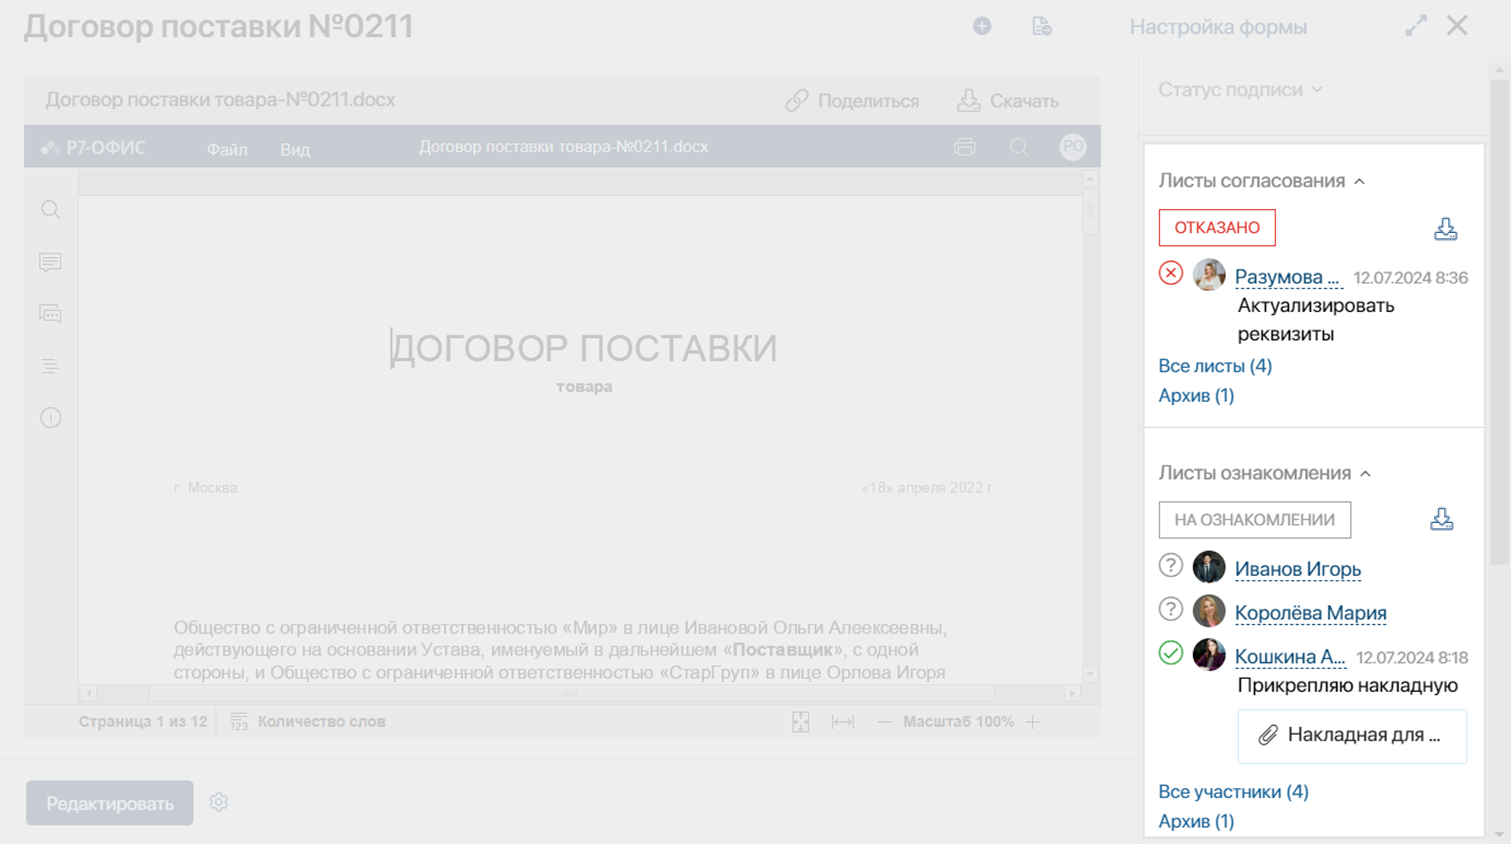 Договор поставки №0211
Настройка формы
Договор поставки товара-№0211.docx
Поделиться
Скачать
Р7-ОФИС
Файл
Вид
Договор поставки товара-№0211.docx
РО
ДОГОВОР ПОСТАВКИ
товара
г. Москва
«18» апреля 2022 г.
Общество с ограниченной ответственностью «Мир» в лице Ивановой Ольги Алеексеевны,
действующего на основании Устава, именуемый в дальнейшем «Поставщик», с одной
стороны, и Общество с ограниченной ответственностью «СтарГруп» в лице Орлова Игоря
Страница 1 из 12
123
Количество слов
Масштаб 100%
Редактировать
Статус подписи
Листы согласования
ОТКАЗАНО
Разумова ...
12.07.2024 8:36
Актуализировать
реквизиты
Все листы (4)
Архив (1)
Листы ознакомления
НА ОЗНАКОМЛЕНИИ
Иванов Игорь
Королёва Мария
Кошкина А...
12.07.2024 8:18
Прикрепляю накладную
Накладная для ...
Все участники (4)
Архив (1)